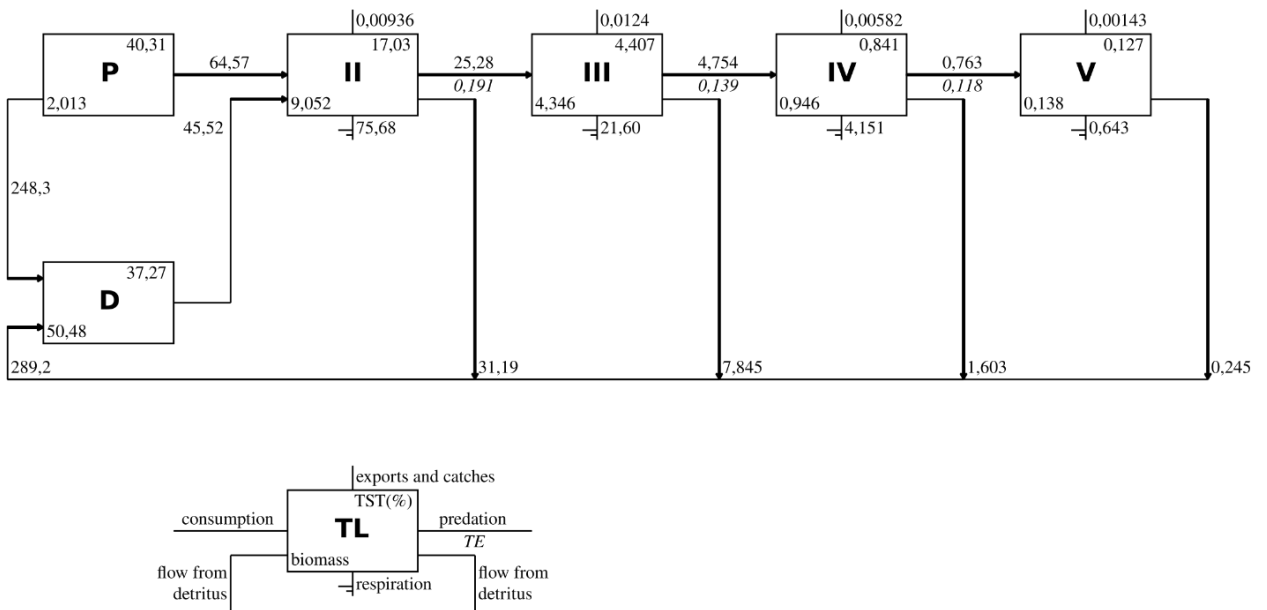 0,00936
0,0124
0,00582
0,00143
40,31
P
2,013
64,57
17,03
II
9,052
25,28
0,191
4,407
III
4,346
4,754
0,139
0,841
IV
0,946
0,763
0,118
0,127
V
0,138
45,52
75,68
21,60
4,151
0,643
248,3
37,27
D
50,48
289,2
31,19
7,845
1,603
0,245
exports and catches
TST(%)
consumption
TL
predation
TE
biomass
flow from
detritus
respiration
flow from
detritus